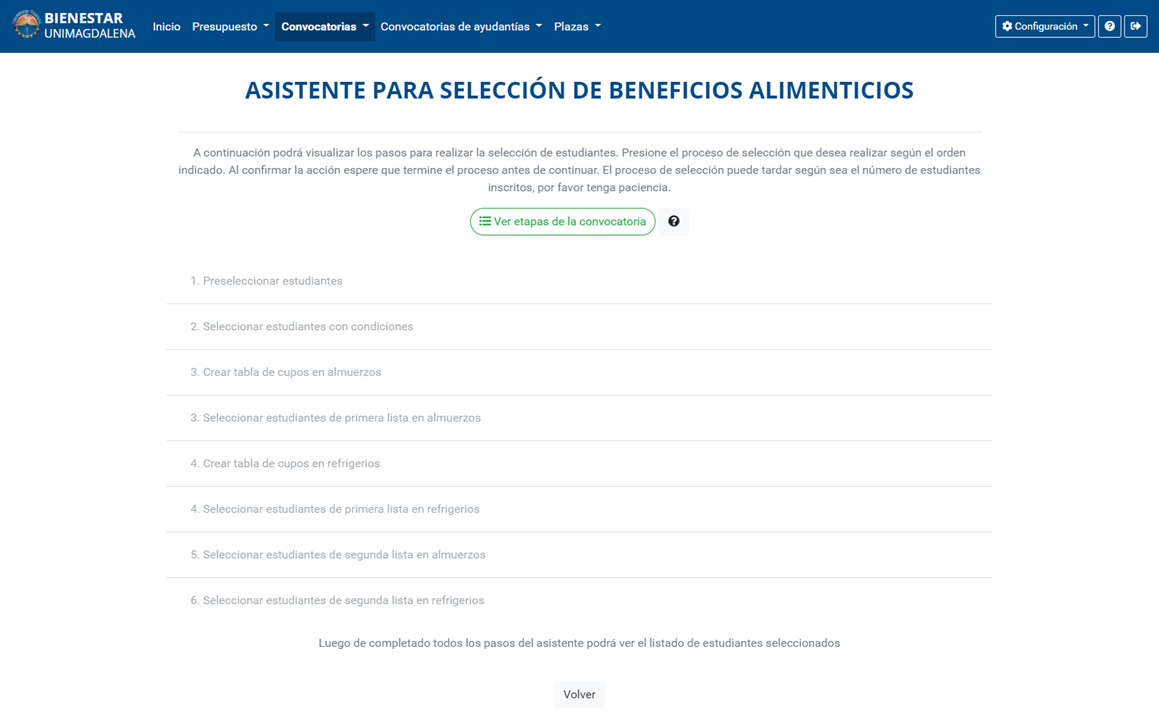 BIENESTAR
UNIMAGDALENA
Inicio Presupuesto Convocatorias Convocatorias de ayudantías Plazas Configuración
ASISTENTE PARA SELECCIÓN DE BENEFICIOS ALIMENTICIOS
A continuación podrá visualizar los pasos para realizar la selección de estudiantes. Presione el proceso de selección que desea realizar según el orden
indicado. Al confirmar la acción espere que termine el proceso antes de continuar. El proceso de selección puede tardar según sea el número de estudiantes
inscritos, por favor tenga paciencia.
Ver etapas de la convocatoria
1. Preseleccionar estudiantes
2. Seleccionar estudiantes con condiciones
3. Crear tabla de cupos en almuerzos
3. Seleccionar estudiantes de primera lista en almuerzos
4. Crear tabla de cupos en refrigerios
4. Seleccionar estudiantes de primera lista en refrigerios
5. Seleccionar estudiantes de segunda lista en almuerzos
6. Seleccionar estudiantes de segunda lista en refrigerios
Luego de completado todos los pasos del asistente podrá ver el listado de estudiantes seleccionados
Volver